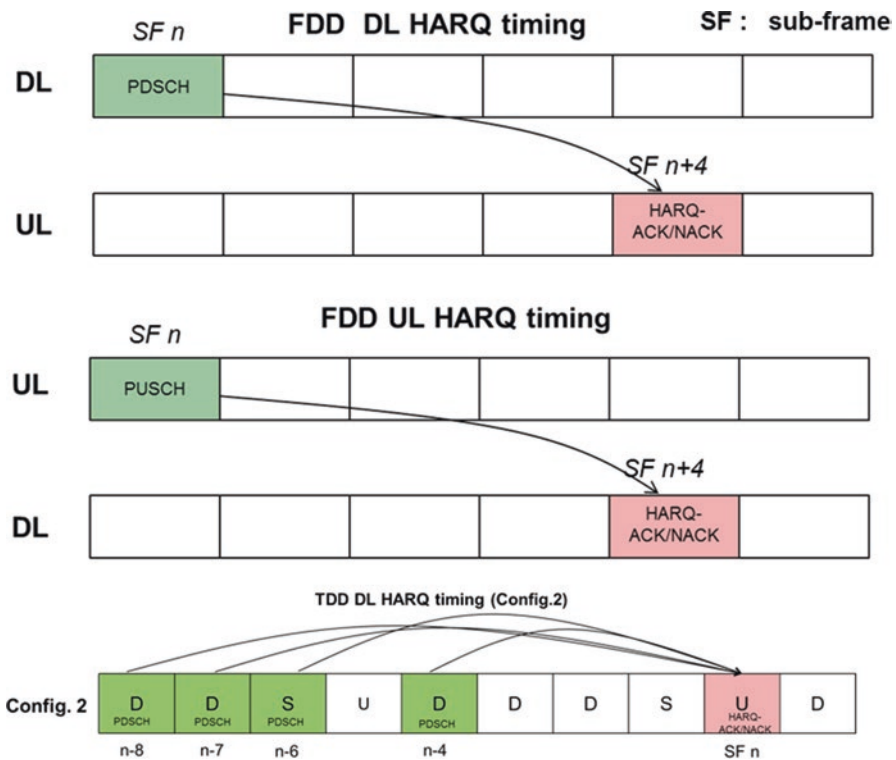 SF n
FDD DL HARQ timing
SF : sub-frame
DL
PDSCH
SF n+4
UL
HARQ-
ACK/NACK
FDD UL HARQ timing
SF n
UL
PUSCH
SF n+4
DL
HARQ-
ACK/NACK
TDD DL HARQ timing (Config.2)
Config. 2
D D S U D D D S U D
PDSCH PDSCH PDSCH PDSCH HARQ-
ACK/NACK
n-8 n-7 n-6 n-4 SF n